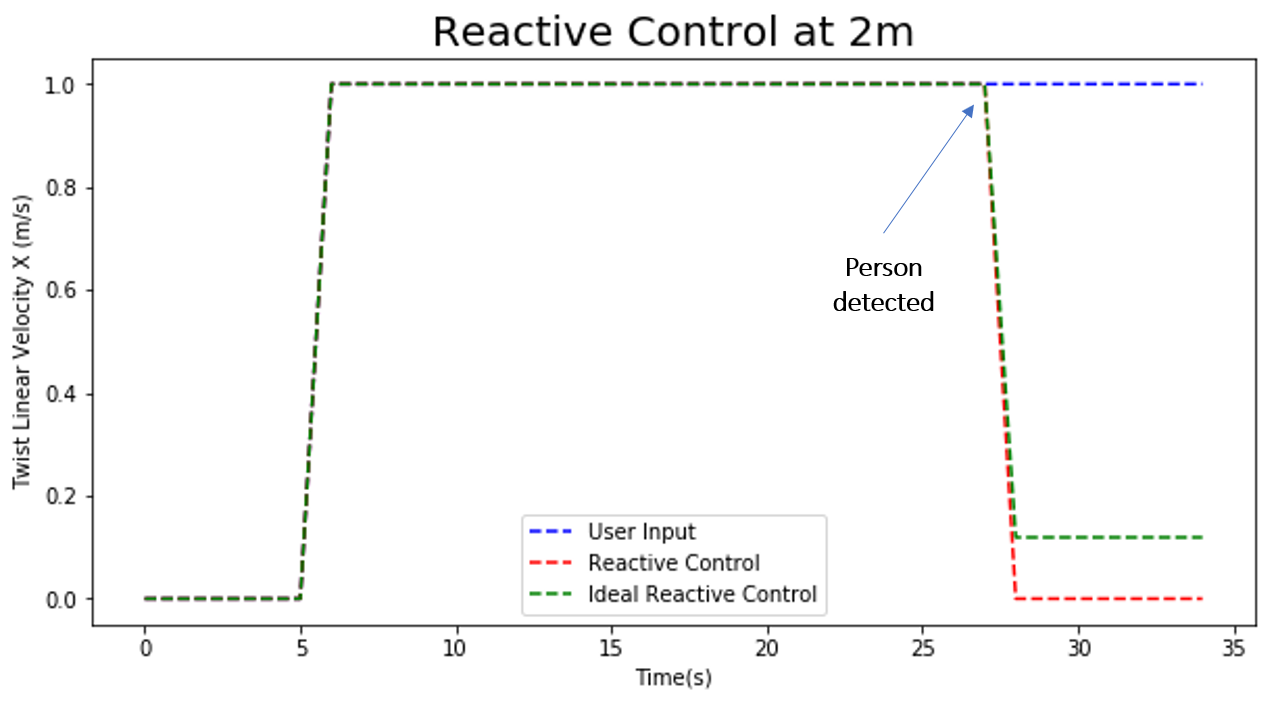 Reactive Control at 2m
Twist Linear Velocity X (m/s)
1.0
0.8
0.6
0.4
0.2
0.0
Person
detected
User Input
Reactive Control
Ideal Reactive Control
0 5 10 15 20 25 30 35
Time(s)